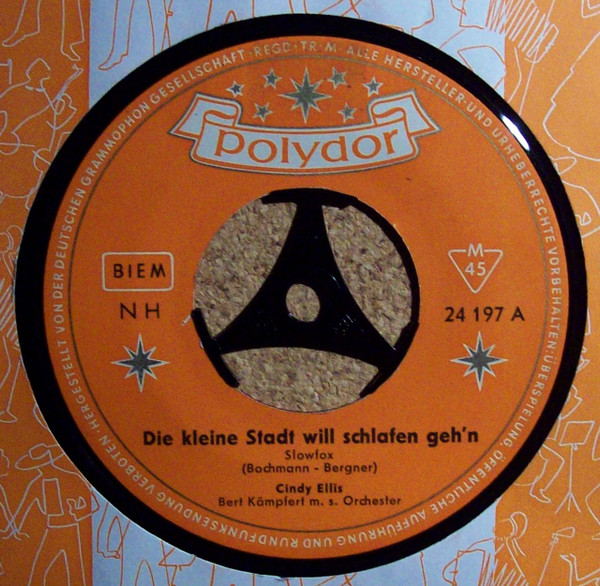 HERGESTELLT VON DER DEUTSCHEN GRAMMOPHON GESELLSCHAFT · REGD · TR · M · ALLE HERSTELLER- UND URHEBERRECHTE VORBEHALTEN: ÜBERSPIELUNG, ÖFFENTLICHE AUFFÜHRUNG UND RUNDFUNKSENDUNG VERBOTEN
polydor
BIEM
NH
M
45
24 197 A
Die kleine Stadt will schlafen geh'n
Slowfox
(Bochmann - Bergner)
Cindy Ellis
Bert Kämpfert m. s. Orchester